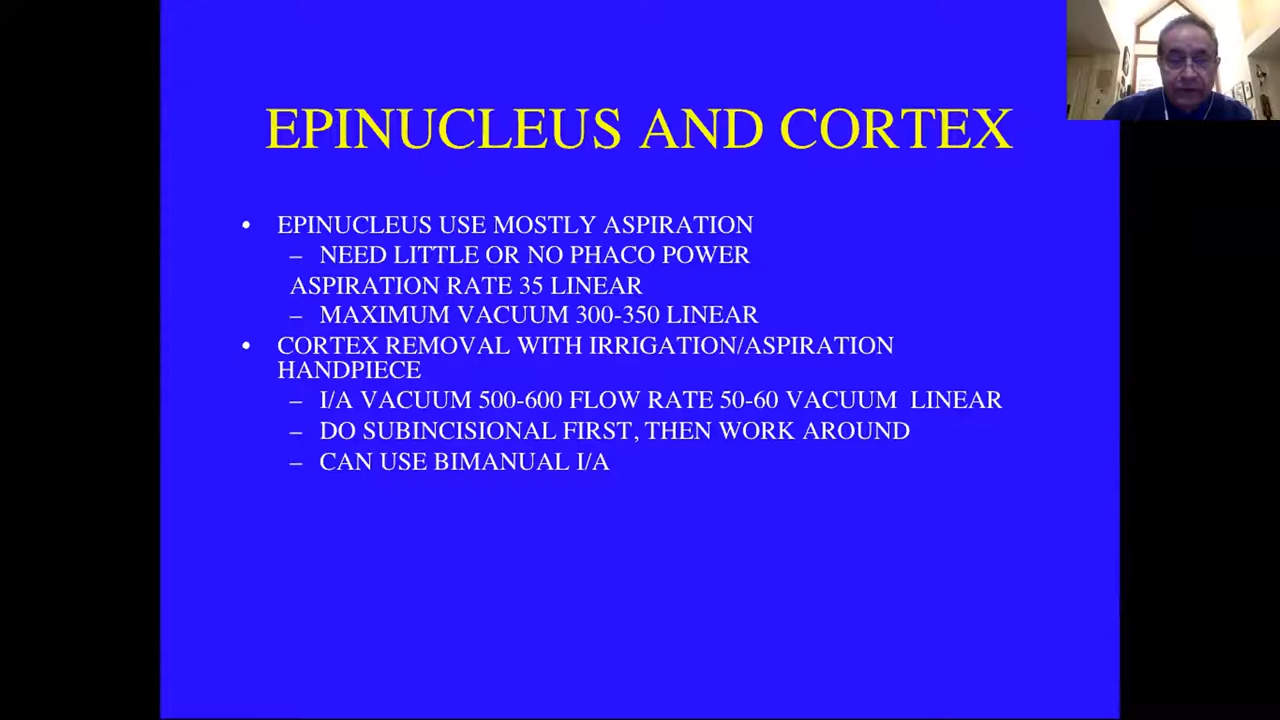 EPINUCLEUS AND CORTEX
• EPINUCLEUS USE MOSTLY ASPIRATION
– NEED LITTLE OR NO PHACO POWER
ASPIRATION RATE 35 LINEAR
– MAXIMUM VACUUM 300-350 LINEAR
• CORTEX REMOVAL WITH IRRIGATION/ASPIRATION
HANDPIECE
– I/A VACUUM 500-600 FLOW RATE 50-60 VACUUM LINEAR
– DO SUBINCISIONAL FIRST, THEN WORK AROUND
– CAN USE BIMANUAL I/A